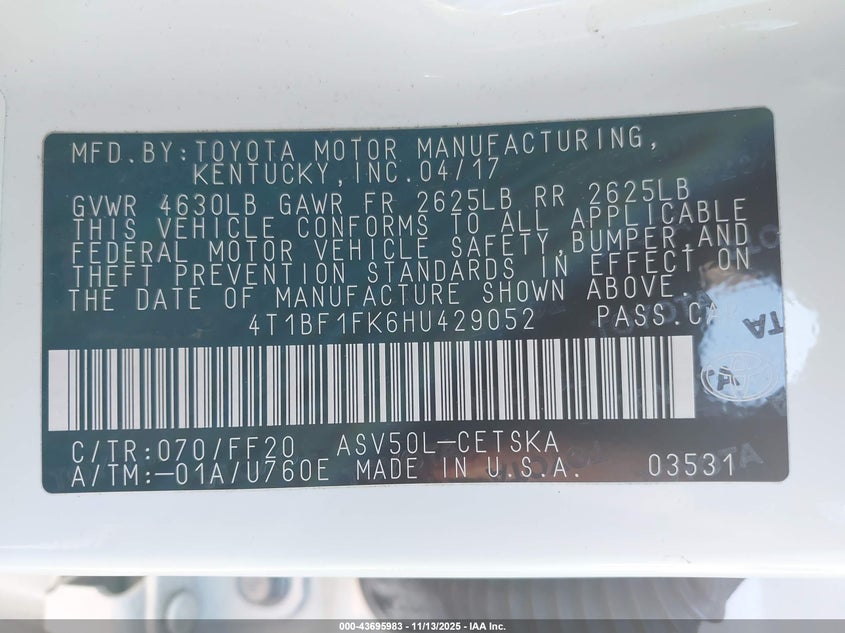 MFD.BY:TOYOTA MOTOR MANUFACTURING,
KENTUCKY,INC.04/17
GVWR 4630LB GAWR FR 2625LB RR 2625LB
THIS VEHICLE CONFORMS TO ALL APPLICABLE
FEDERAL MOTOR VEHICLE SAFETY,BUMPER,AND
THEFT PREVENTION STANDARDS IN EFFECT ON
THE DATE OF MANUFACTURE SHOWN ABOVE
4T1BF1FK6HU429052 PASS.CAR
C/TR:070/FF20 ASV50L-CETSKA
A/TM:-01A/U760E MADE IN U.S.A. 03531
000-43695983 | 11/13/2025 - IAA Inc.